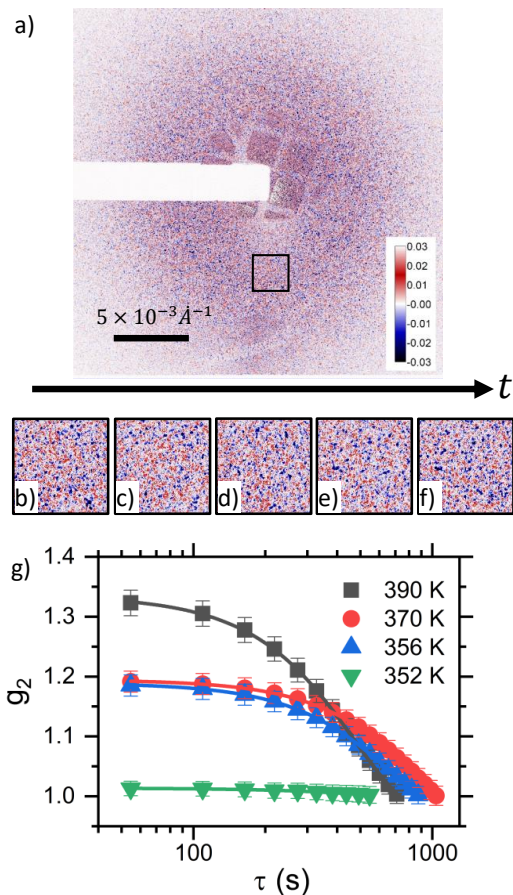 a)
0.03
0.02
0.01
-0.00
-0.01
-0.02
-0.03
5 × 10⁻³ Å⁻¹
t
b) c) d) e) f)
g)
1.4
1.3
1.2
1.1
1.0
g₂
390 K
370 K
356 K
352 K
100 1000
τ (s)